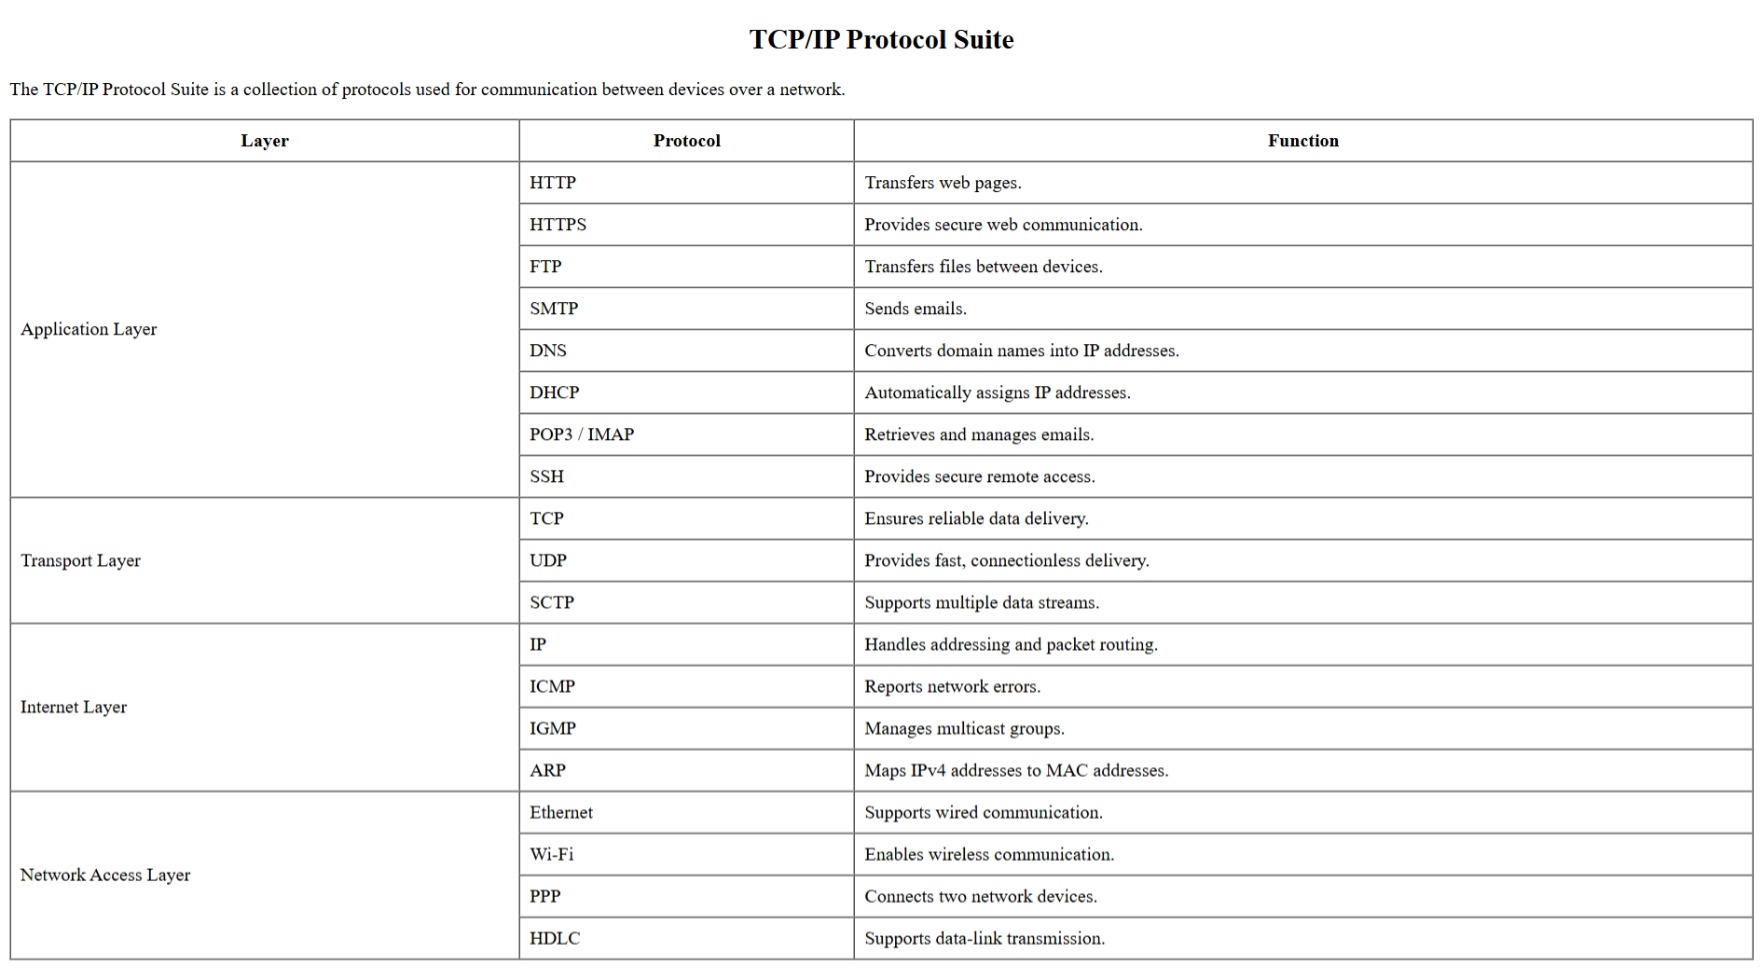 TCP/IP Protocol Suite
The TCP/IP Protocol Suite is a collection of protocols used for communication between devices over a network.
Layer Protocol Function
Application Layer
HTTP Transfers web pages.
HTTPS Provides secure web communication.
FTP Transfers files between devices.
SMTP Sends emails.
DNS Converts domain names into IP addresses.
DHCP Automatically assigns IP addresses.
POP3 / IMAP Retrieves and manages emails.
SSH Provides secure remote access.
Transport Layer
TCP Ensures reliable data delivery.
UDP Provides fast, connectionless delivery.
SCTP Supports multiple data streams.
Internet Layer
IP Handles addressing and packet routing.
ICMP Reports network errors.
IGMP Manages multicast groups.
ARP Maps IPv4 addresses to MAC addresses.
Network Access Layer
Ethernet Supports wired communication.
Wi-Fi Enables wireless communication.
PPP Connects two network devices.
HDLC Supports data-link transmission.